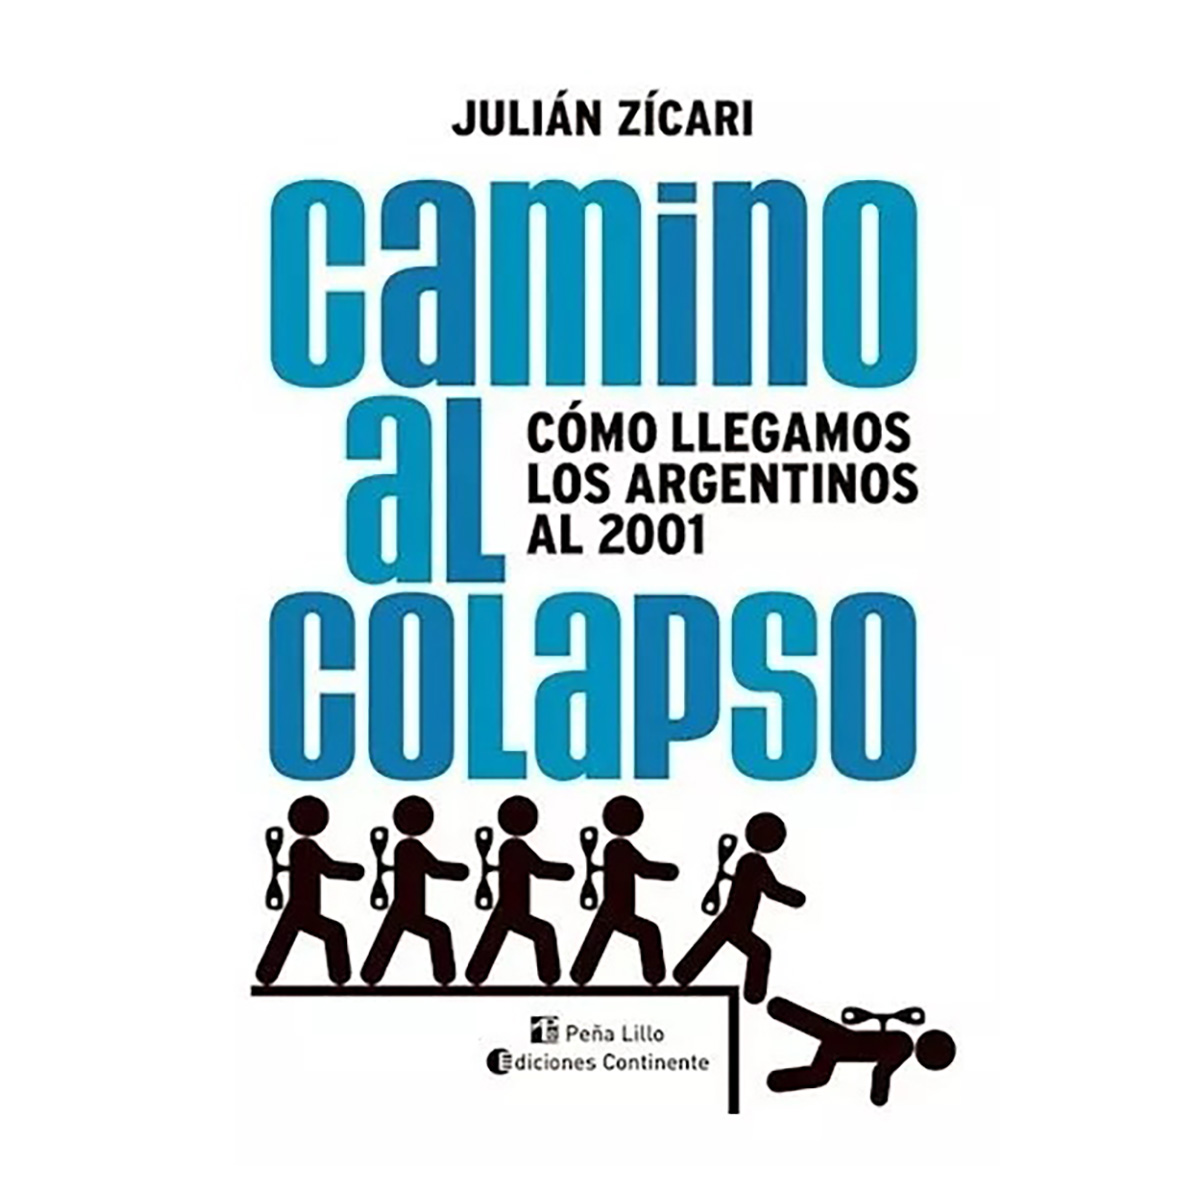 JULIÁN ZÍCARI
CAMINO
AL
CÓMO LLEGAMOS
LOS ARGENTINOS
AL 2001
COLAPSO
Peña Lillo
Ediciones Continente